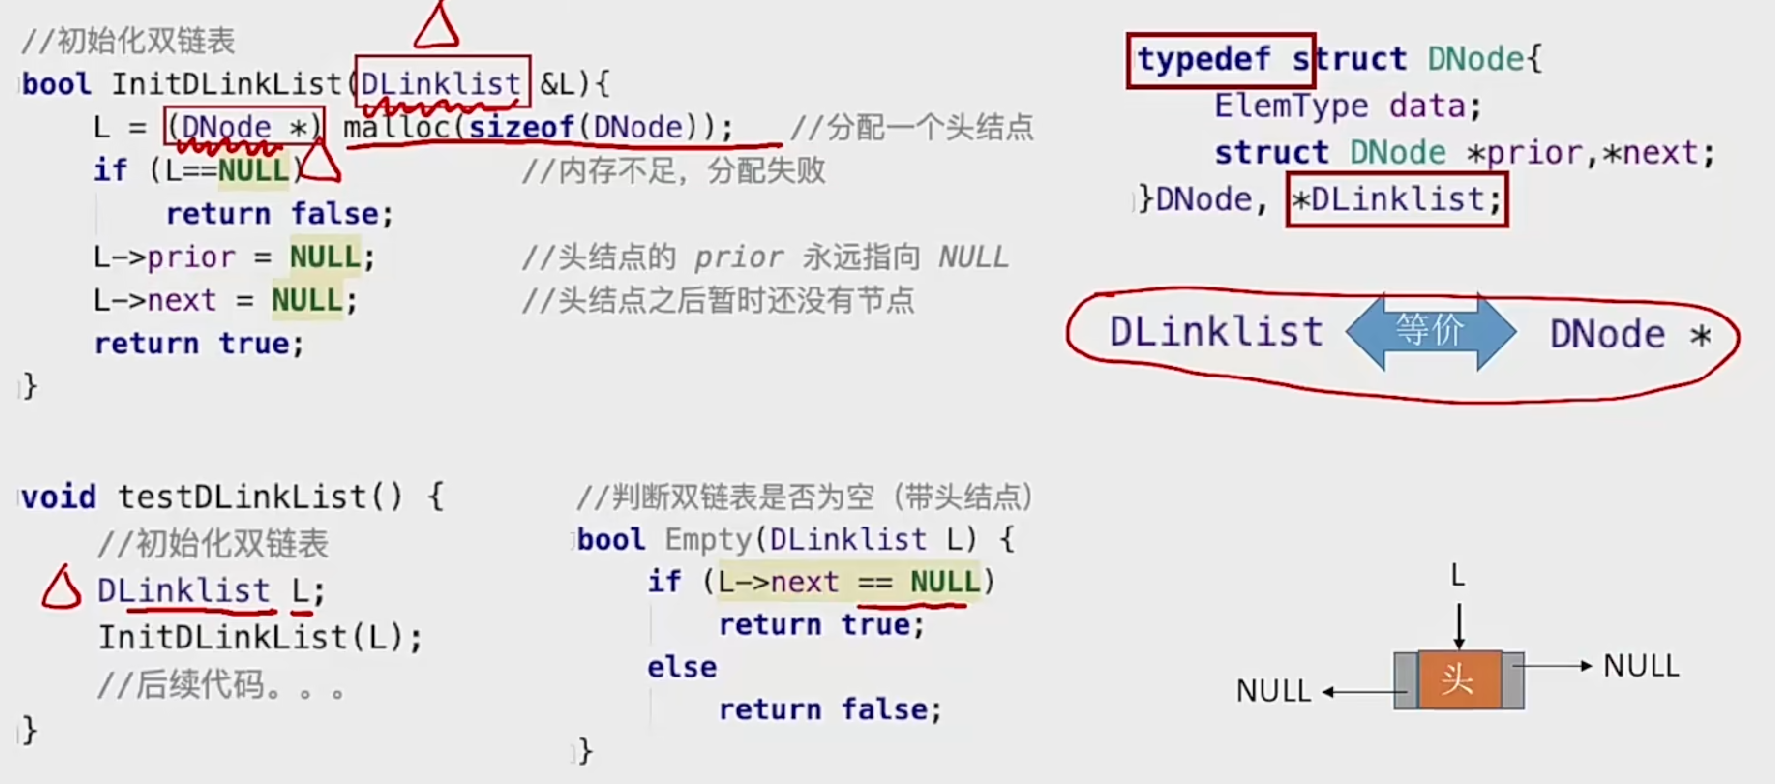 //初始化双链表
bool InitDLinkList(DLinklist &L){
L = (DNode *) malloc(sizeof(DNode)); //分配一个头结点
if (L==NULL) //内存不足，分配失败
return false;
L->prior = NULL; //头结点的 prior 永远指向 NULL
L->next = NULL; //头结点之后暂时还没有节点
return true;
}
typedef struct DNode{
ElemType data;
struct DNode *prior,*next;
}DNode, *DLinklist;
DLinklist 等价 DNode *
void testDLinkList() {
//初始化双链表
DLinklist L;
InitDLinkList(L);
//后续代码。。。
}
//判断双链表是否为空（带头结点）
bool Empty(DLinklist L) {
if (L->next == NULL)
return true;
else
return false;
}
L
头
NULL
NULL